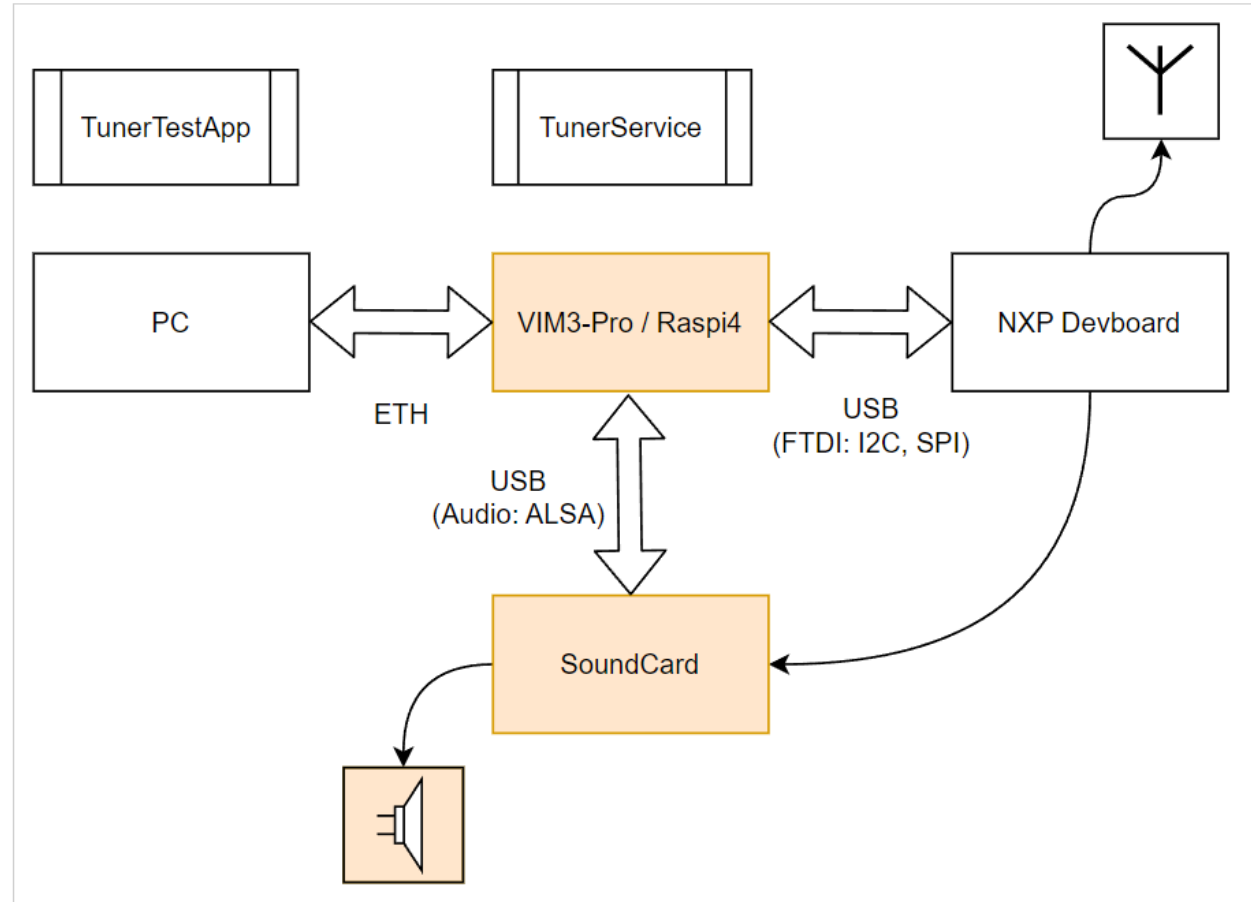 TunerTestApp
TunerService
PC
VIM3-Pro / Raspi4
NXP Devboard
ETH
USB
(FTDI: I2C, SPI)
USB
(Audio: ALSA)
SoundCard